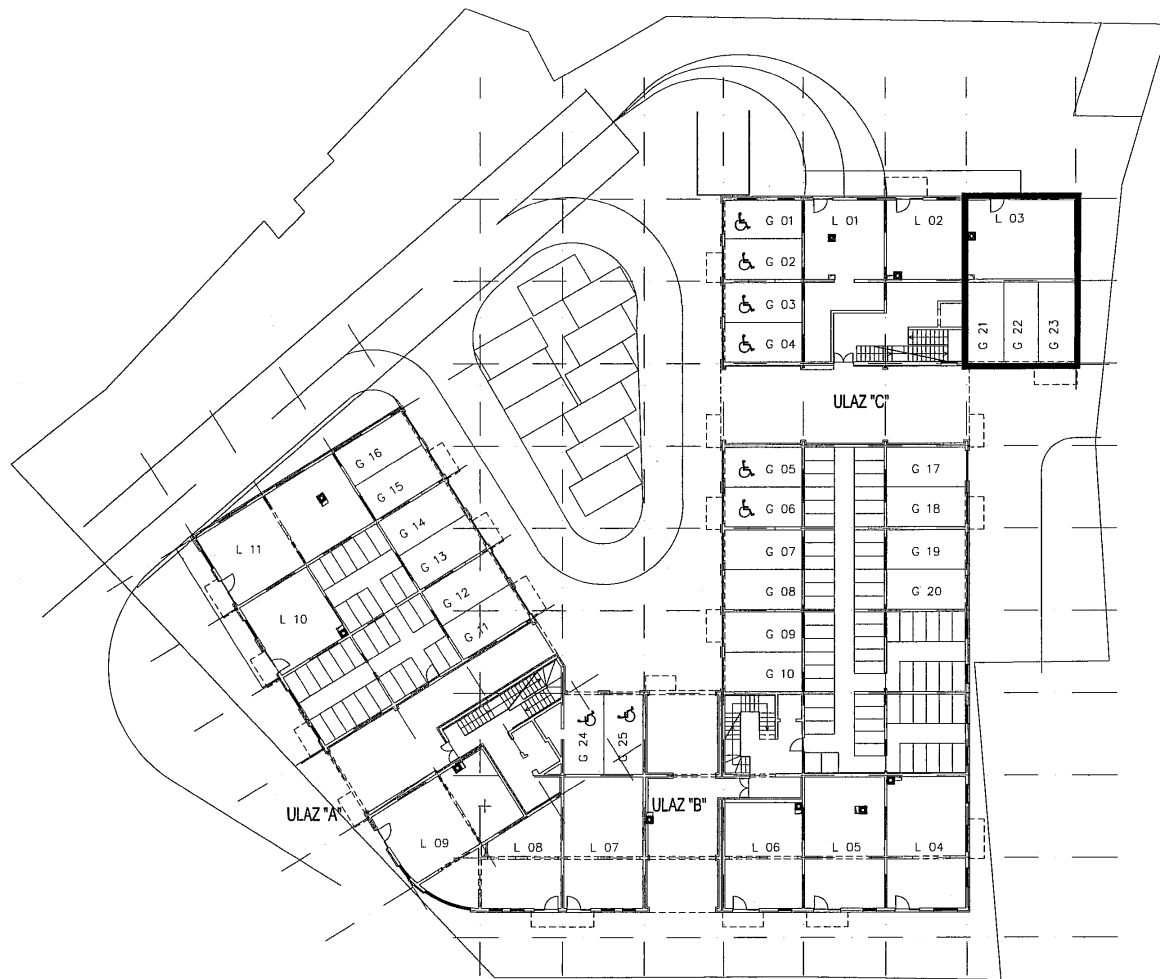 G 01
L 01
L 02
L 03
G 02
G 03
G 04
G 21
G 22
G 23
ULAZ "C"
G 05
G 17
G 06
G 18
G 07
G 19
G 08
G 20
G 09
G 10
G 16
G 15
G 14
G 13
G 12
G 11
L 11
L 10
G 24
G 25
ULAZ "A"
ULAZ "B"
L 09
L 08
L 07
L 06
L 05
L 04